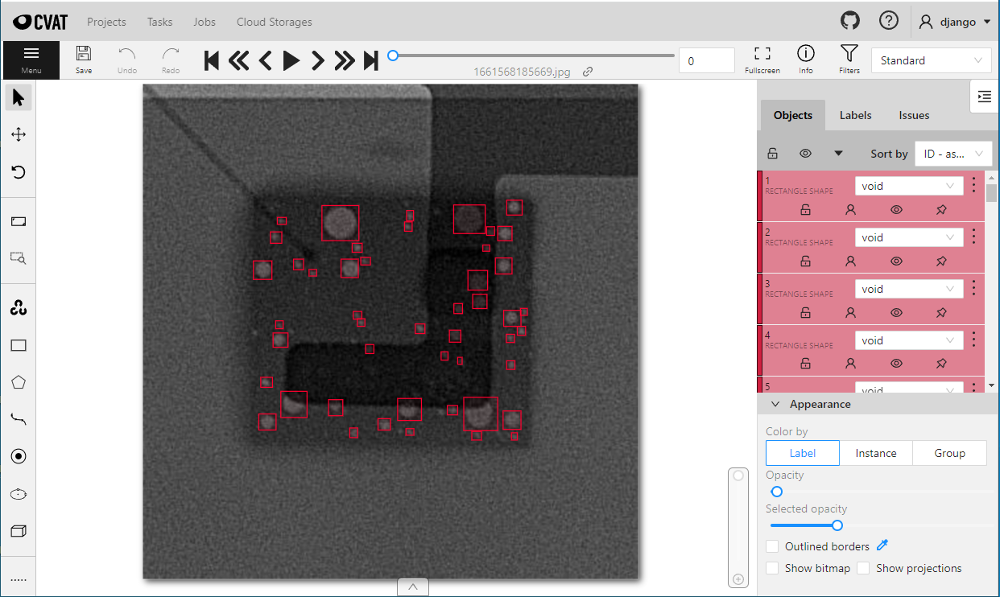 CVAT Projects Tasks Jobs Cloud Storages django
Menu Save Undo Redo 0 Fullscreen Info Filters Standard
1661568185669.jpg
Objects Labels Issues
Sort by ID - as...
1 void
RECTANGLE SHAPE
2 void
RECTANGLE SHAPE
3 void
RECTANGLE SHAPE
4 void
RECTANGLE SHAPE
5 void
Appearance
Color by
Label Instance Group
Opacity
Selected opacity
Outlined borders
Show bitmap Show projections